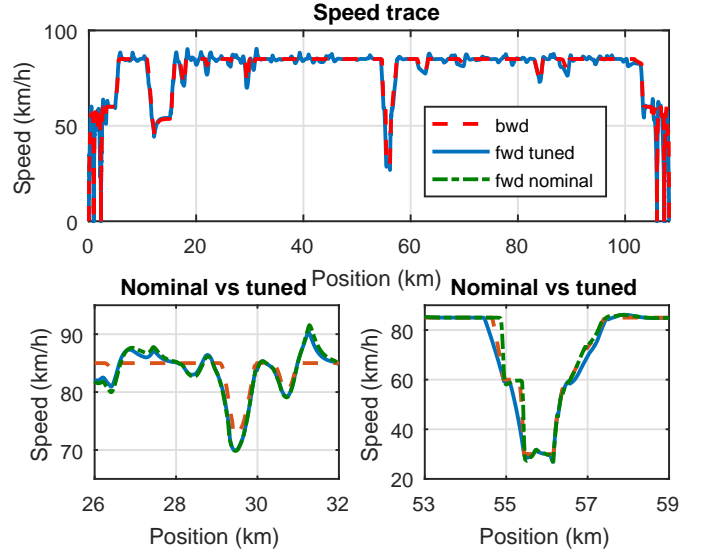 Speed trace
100
50
0
Speed (km/h)
bwd
fwd tuned
fwd nominal
0 20 40 60 80 100
Position (km)
Nominal vs tuned
90
80
70
Speed (km/h)
26 28 30 32
Position (km)
Nominal vs tuned
80
60
40
20
Speed (km/h)
53 55 57 59
Position (km)